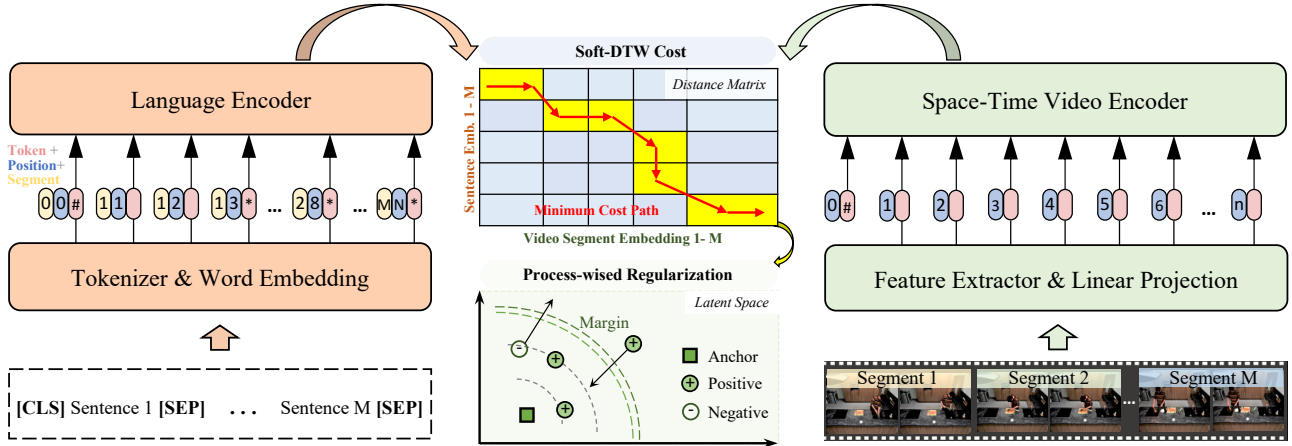 Soft-DTW Cost
Language Encoder
Distance Matrix
Sentence Emb. 1 - M
Minimum Cost Path
Video Segment Embedding 1- M
Space-Time Video Encoder
Token +
Position+
Segment
0 0 # 1 1 1 2 1 3 * ... 2 8 * ... M N *
0 # 1 2 3 4 5 6 ... n
Tokenizer & Word Embedding
Process-wised Regularization
Latent Space
Margin
+
-
+
+
Anchor
+ Positive
- Negative
Feature Extractor & Linear Projection
[CLS] Sentence 1 [SEP] . . . Sentence M [SEP]
Segment 1 Segment 2 ... Segment M